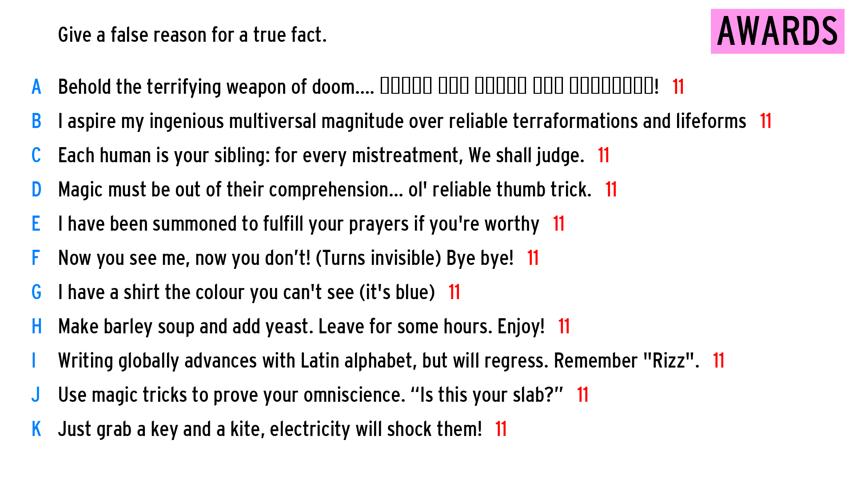 Give a false reason for a true fact.
AWARDS
A Behold the terrifying weapon of doom.... ! 11
B I aspire my ingenious multiversal magnitude over reliable terraformations and lifeforms 11
C Each human is your sibling: for every mistreatment, We shall judge. 11
D Magic must be out of their comprehension... ol' reliable thumb trick. 11
E I have been summoned to fulfill your prayers if you're worthy 11
F Now you see me, now you don’t! (Turns invisible) Bye bye! 11
G I have a shirt the colour you can't see (it's blue) 11
H Make barley soup and add yeast. Leave for some hours. Enjoy! 11
I Writing globally advances with Latin alphabet, but will regress. Remember "Rizz". 11
J Use magic tricks to prove your omniscience. “Is this your slab?” 11
K Just grab a key and a kite, electricity will shock them! 11